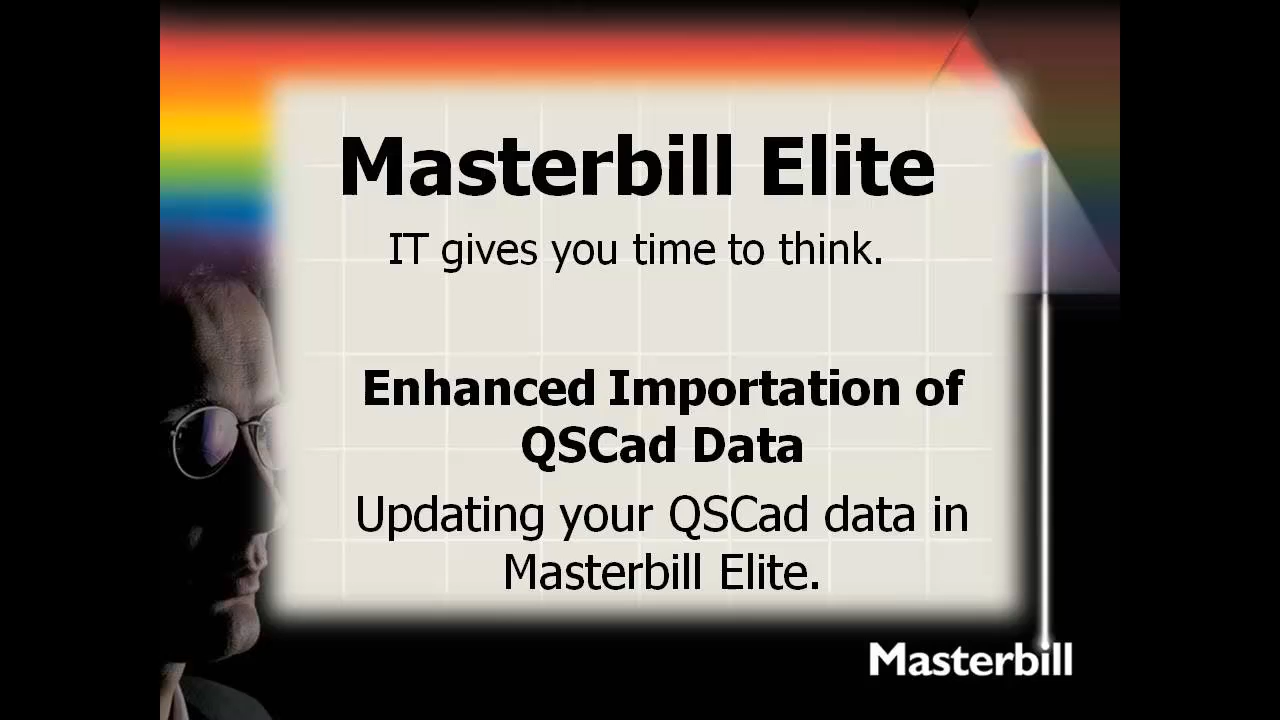 Masterbill Elite
IT gives you time to think.
Enhanced Importation of
QSCad Data
Updating your QSCad data in
Masterbill Elite.
Masterbill